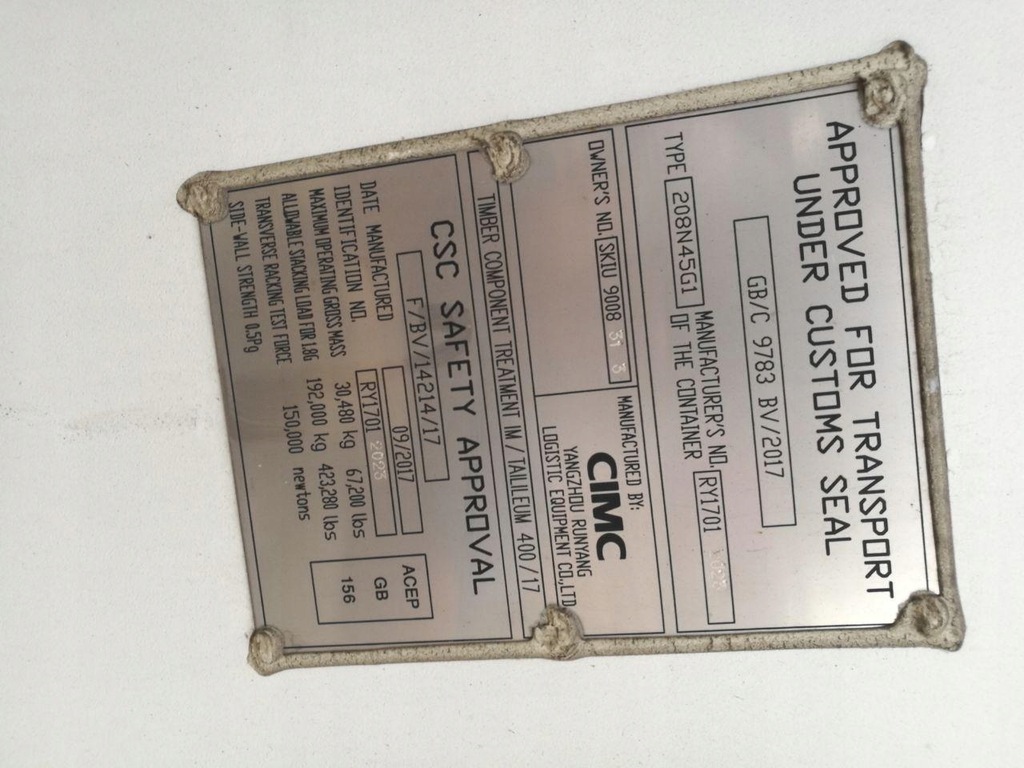 APPROVED FOR TRANSPORT
UNDER CUSTOMS SEAL
GB/C 9783 BV/2017
TYPE 208N45G1 MANUFACTURER'S NO. RY1701
OF THE CONTAINER
OWNER'S NO. SKIU 9008 3
MANUFACTURED BY:
CIMC
YANGZHOU RUNYANG
LOGISTIC EQUIPMENT CO.,LTD
TIMBER COMPONENT TREATMENT IM / TAILILEUM 400 /17
CSC SAFETY APPROVAL
F/BV/14214/17
DATE MANUFACTURED 09/2017
IDENTIFICATION NO. RY1701
MAXIMUM OPERATING GROSS MASS 30,480 kg 67,200 lbs
ALLOWABLE STACKING LOAD FOR 1.8G 192,000 kg 423,280 lbs
TRANSVERSE RACKING TEST FORCE 150,000 newtons
SIDE-WALL STRENGTH 0.5Pg
ACEP
GB
156